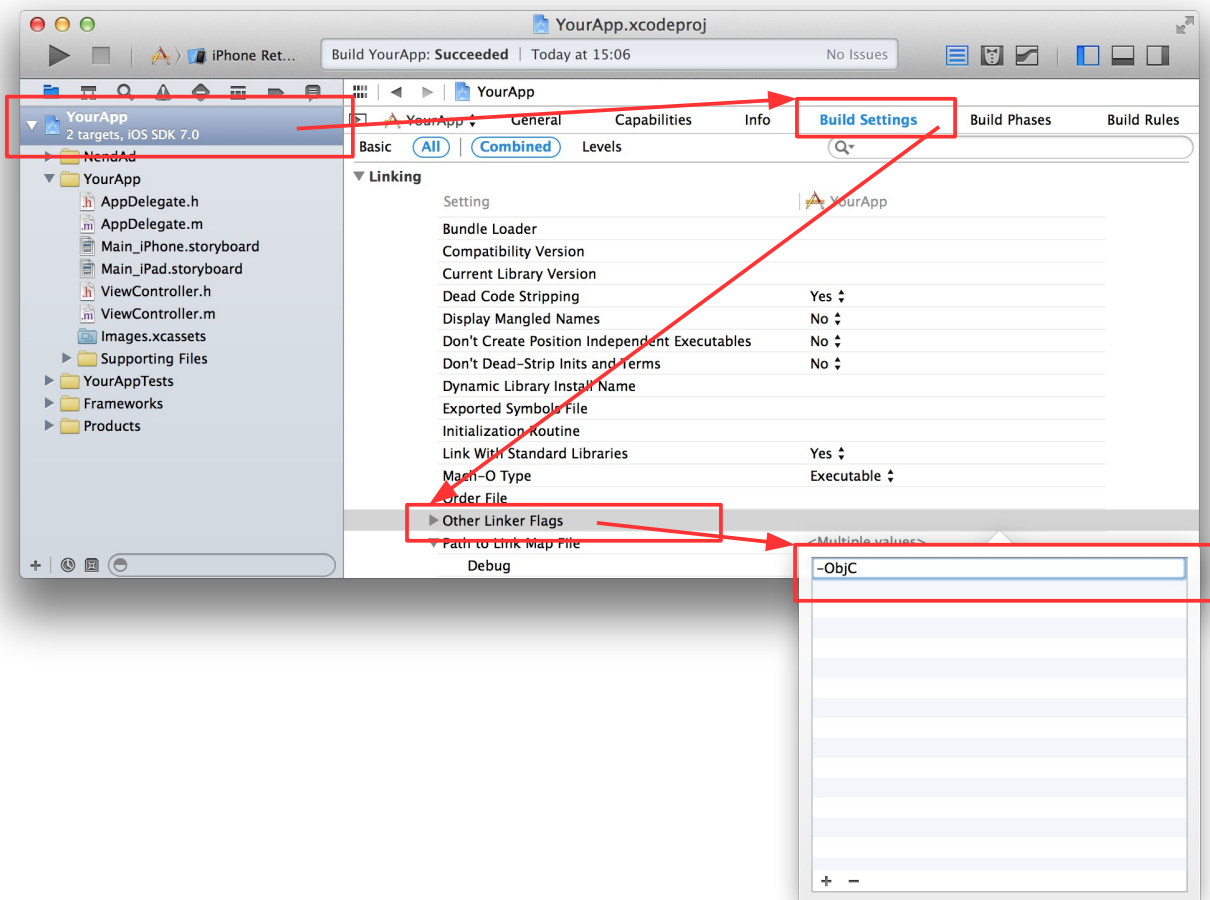 YourApp.xcodeproj
iPhone Ret...
Build YourApp: Succeeded | Today at 15:06
No Issues
YourApp
2 targets, iOS SDK 7.0
NendAd
YourApp
AppDelegate.h
AppDelegate.m
Main_iPhone.storyboard
Main_iPad.storyboard
ViewController.h
ViewController.m
Images.xcassets
Supporting Files
YourAppTests
Frameworks
Products
YourApp
YourApp General Capabilities Info Build Settings Build Phases Build Rules
Basic All Combined Levels
Linking
Setting YourApp
Bundle Loader
Compatibility Version
Current Library Version
Dead Code Stripping Yes
Display Mangled Names No
Don't Create Position Independent Executables No
Don't Dead-Strip Inits and Terms No
Dynamic Library Install Name
Exported Symbols File
Initialization Routine
Link With Standard Libraries Yes
Mach-O Type Executable
Order File
Other Linker Flags
Path to Link Map File <Multiple values>
Debug
-ObjC